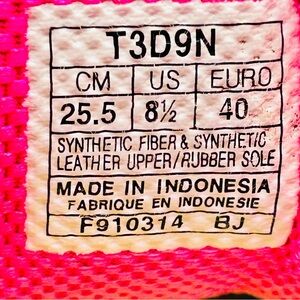 T3D9N
CM US EURO
25.5 8½ 40
SYNTHETIC FIBER & SYNTHETIC
LEATHER UPPER/RUBBER SOLE
MADE IN INDONESIA
FABRIQUE EN INDONESIE
F910314 BJ